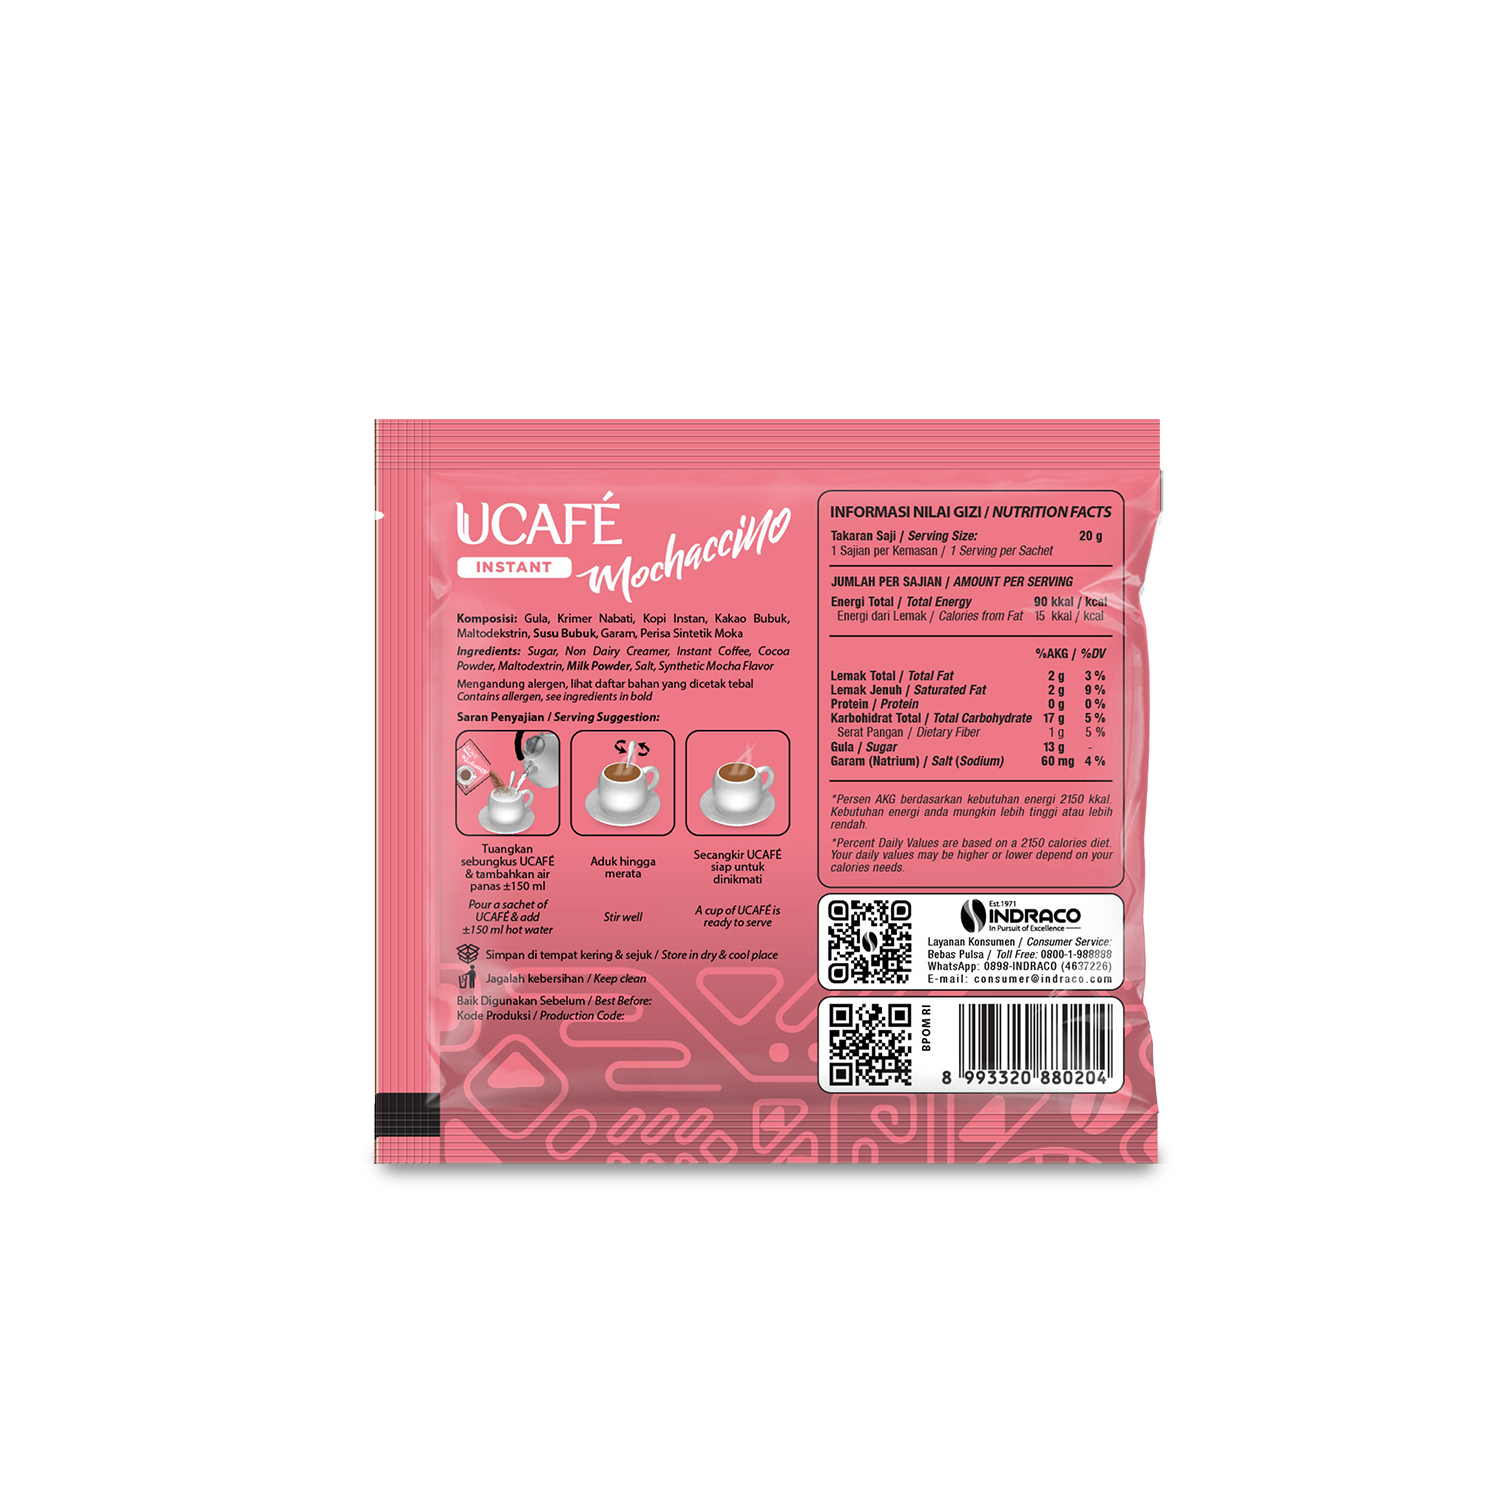 UCAFÉ
INSTANT
Mochaccino
Komposisi: Gula, Krimer Nabati, Kopi Instan, Kakao Bubuk,
Maltodekstrin, Susu Bubuk, Garam, Perisa Sintetik Moka
Ingredients: Sugar, Non Dairy Creamer, Instant Coffee, Cocoa
Powder, Maltodextrin, Milk Powder, Salt, Synthetic Mocha Flavor
Mengandung alergen, lihat daftar bahan yang dicetak tebal
Contains allergen, see ingredients in bold
Saran Penyajian / Serving Suggestion:
Tuangkan
sebungkus UCAFÉ
& tambahkan air
panas ±150 ml
Pour a sachet of
UCAFÉ & add
±150 ml hot water
Aduk hingga
merata
Stir well
Secangkir UCAFÉ
siap untuk
dinikmati
A cup of UCAFÉ is
ready to serve
Simpan di tempat kering & sejuk / Store in dry & cool place
Jagalah kebersihan / Keep clean
Baik Digunakan Sebelum / Best Before:
Kode Produksi / Production Code:
INFORMASI NILAI GIZI / NUTRITION FACTS
Takaran Saji / Serving Size: 20 g
1 Sajian per Kemasan / 1 Serving per Sachet
JUMLAH PER SAJIAN / AMOUNT PER SERVING
Energi Total / Total Energy 90 kkal / kcal
Energi dari Lemak / Calories from Fat 15 kkal / kcal
%AKG / %DV
Lemak Total / Total Fat 2 g 3 %
Lemak Jenuh / Saturated Fat 2 g 9 %
Protein / Protein 0 g 0 %
Karbohidrat Total / Total Carbohydrate 17 g 5 %
Serat Pangan / Dietary Fiber 1 g 5 %
Gula / Sugar 13 g -
Garam (Natrium) / Salt (Sodium) 60 mg 4 %
*Persen AKG berdasarkan kebutuhan energi 2150 kkal.
Kebutuhan energi anda mungkin lebih tinggi atau lebih
rendah.
*Percent Daily Values are based on a 2150 calories diet.
Your daily values may be higher or lower depend on your
calories needs.
Est.1971
INDRACO
In Pursuit of Excellence
Layanan Konsumen / Consumer Service:
Bebas Pulsa / Toll Free: 0800-1-988888
WhatsApp: 0898-INDRACO (4637226)
E-mail: consumer@indraco.com
BPOM RI
8 993320 880204